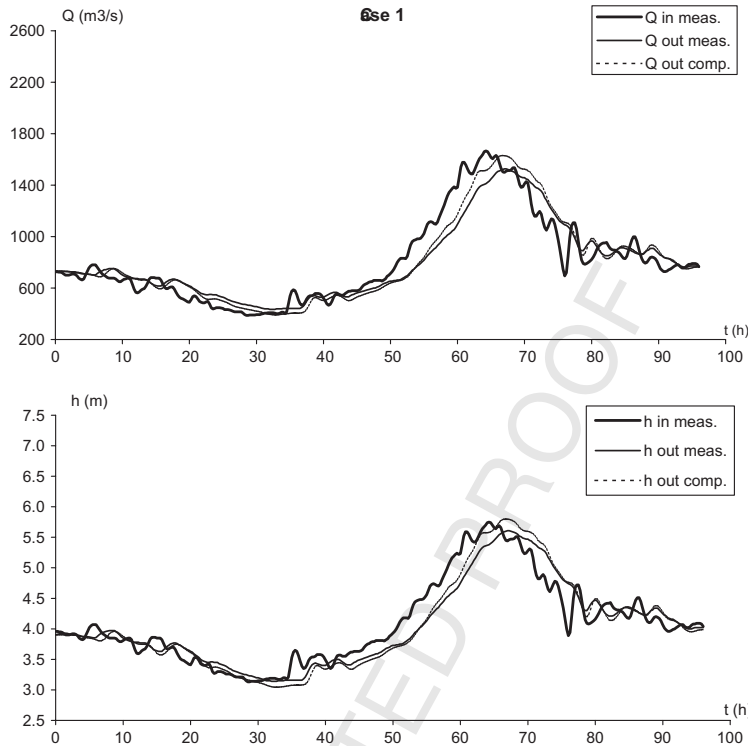 Q (m3/s)
Case 1
Q in meas.
Q out meas.
Q out comp.
2600
2200
1800
1400
1000
600
200
t (h)
0 10 20 30 40 50 60 70 80 90 100
h (m)
h in meas.
h out meas.
h out comp.
7.5
7.0
6.5
6.0
5.5
5.0
4.5
4.0
3.5
3.0
2.5
t (h
0 10 20 30 40 50 60 70 80 90 100
TED PROOF